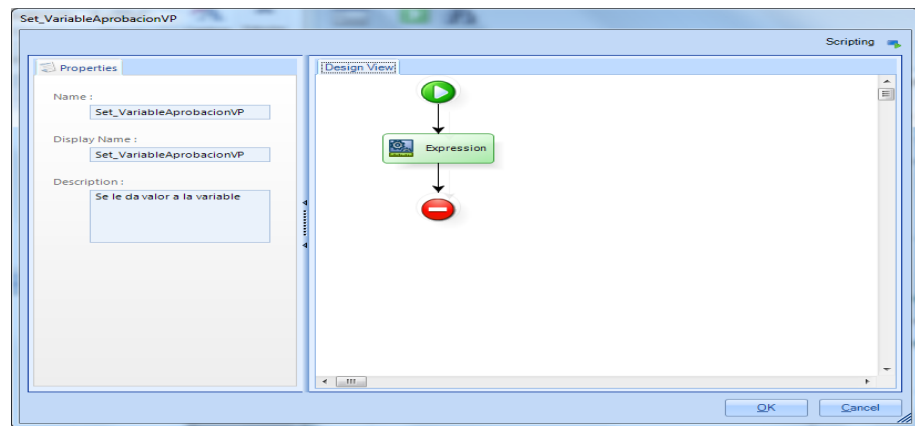 Set_VariableAprobacionVP
Scripting
Properties
Name :
Set_VariableAprobacionVP
Display Name :
Set_VariableAprobacionVP
Description :
Se le da valor a la variable
Design View
Expression
OK
Cancel